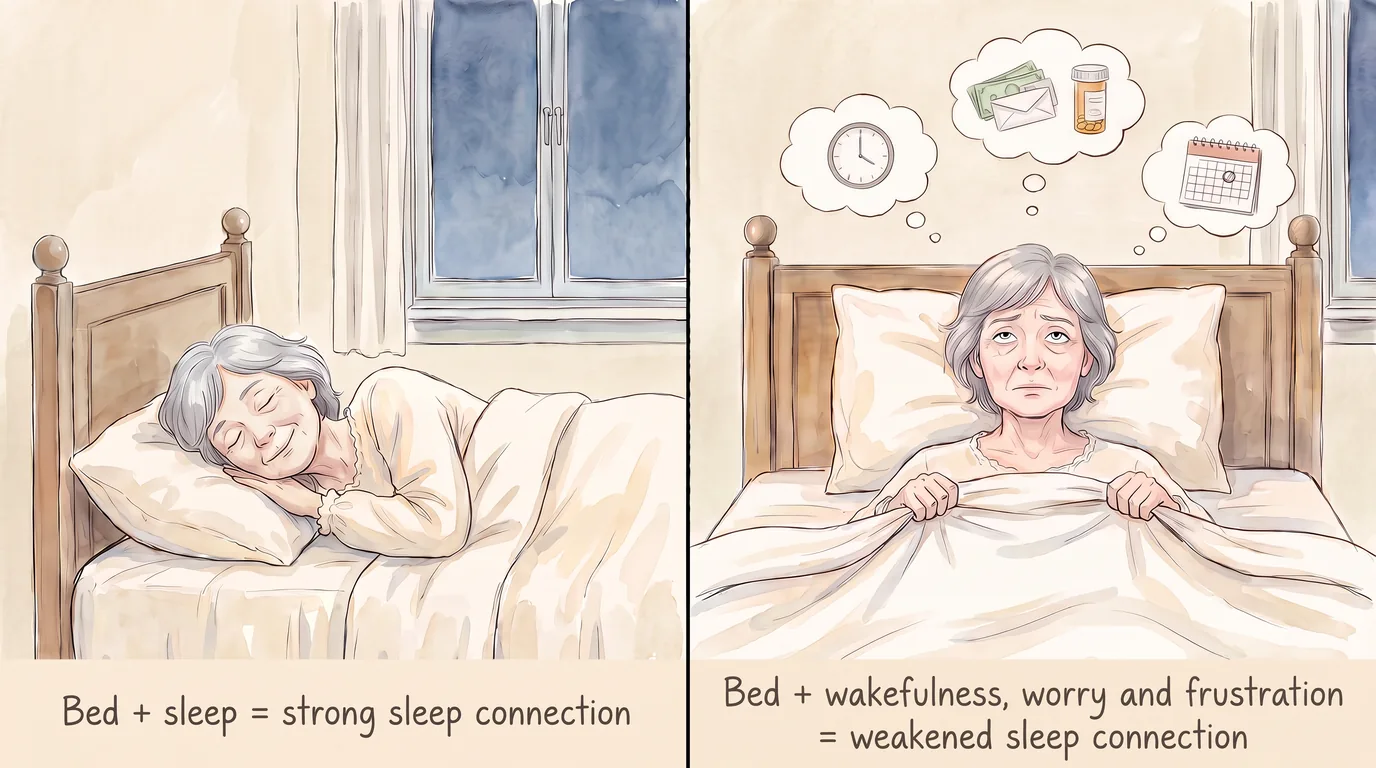 Bed + sleep = strong sleep connection
Bed + wakefulness, worry and frustration
= weakened sleep connection